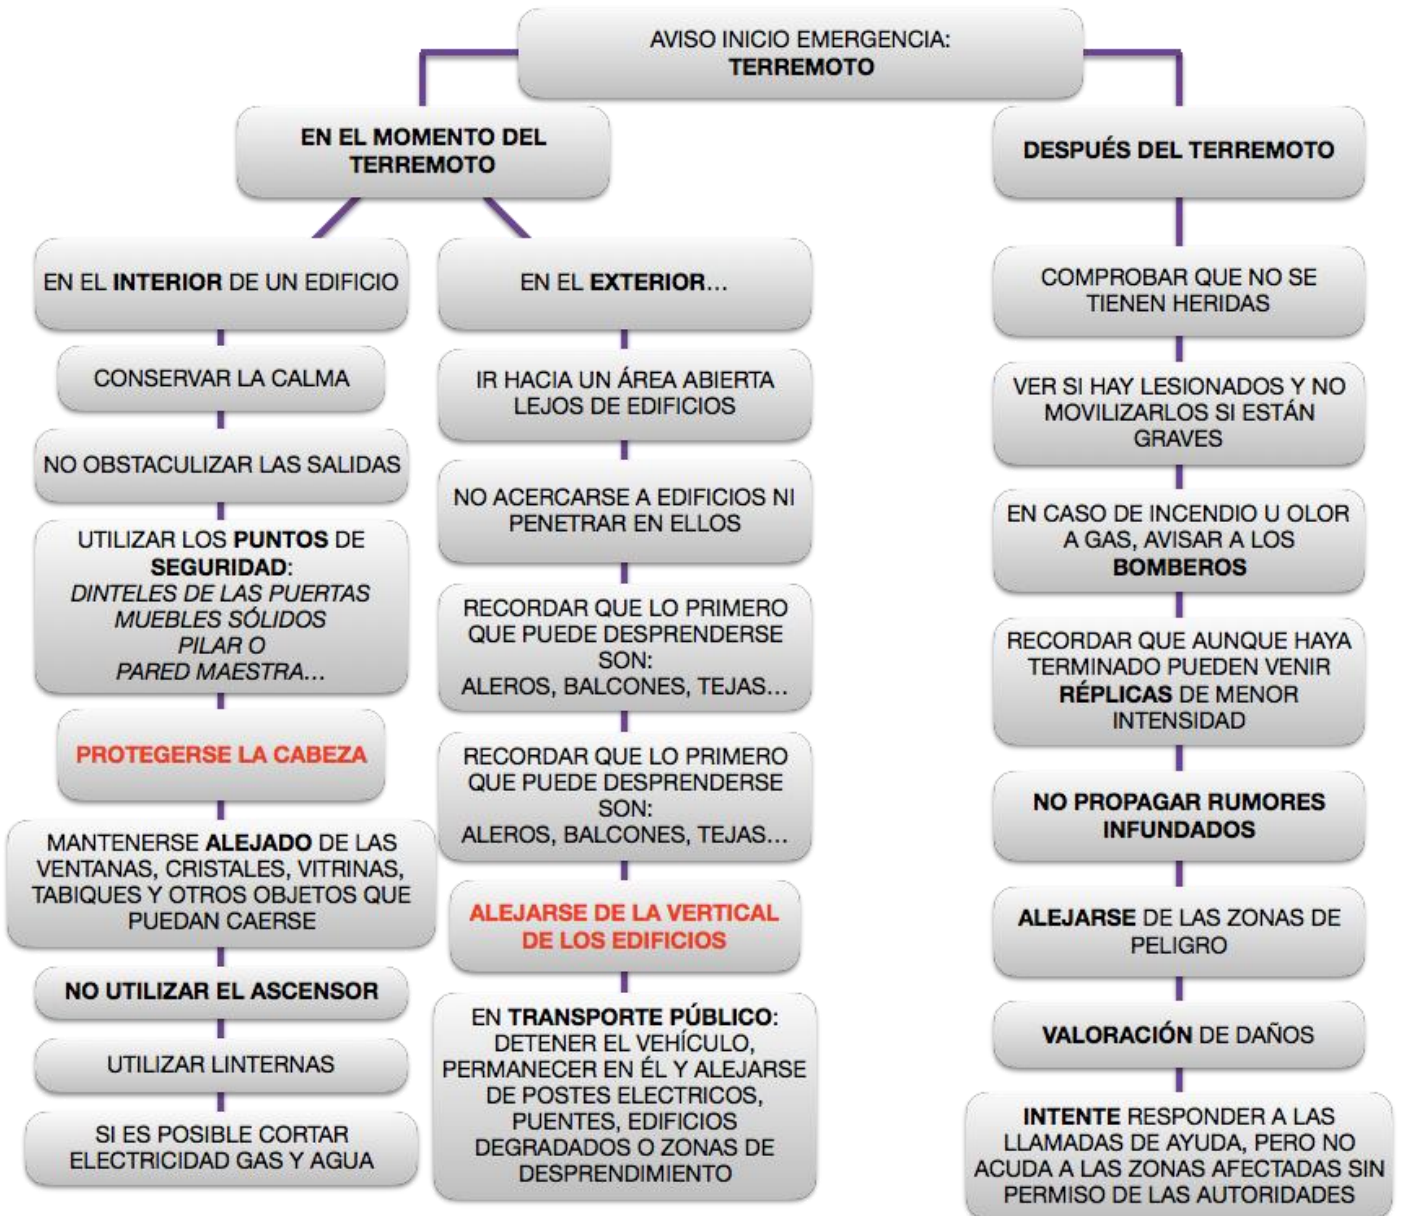 AVISO INICIO EMERGENCIA:
TERREMOTO
EN EL MOMENTO DEL
TERREMOTO
EN EL INTERIOR DE UN EDIFICIO
CONSERVAR LA CALMA
NO OBSTACULIZAR LAS SALIDAS
UTILIZAR LOS PUNTOS DE
SEGURIDAD:
DINTELES DE LAS PUERTAS
MUEBLES SÓLIDOS
PILAR O
PARED MAESTRA...
PROTEGERSE LA CABEZA
MANTENERSE ALEJADO DE LAS
VENTANAS, CRISTALES, VITRINAS,
TABIQUES Y OTROS OBJETOS QUE
PUEDAN CAERSE
NO UTILIZAR EL ASCENSOR
UTILIZAR LINTERNAS
SI ES POSIBLE CORTAR
ELECTRICIDAD GAS Y AGUA
EN EL EXTERIOR...
IR HACIA UN ÁREA ABIERTA
LEJOS DE EDIFICIOS
NO ACERCARSE A EDIFICIOS NI
PENETRAR EN ELLOS
RECORDAR QUE LO PRIMERO
QUE PUEDE DESPRENDERSE
SON:
ALEROS, BALCONES, TEJAS...
RECORDAR QUE LO PRIMERO
QUE PUEDE DESPRENDERSE
SON:
ALEROS, BALCONES, TEJAS...
ALEJARSE DE LA VERTICAL
DE LOS EDIFICIOS
EN TRANSPORTE PÚBLICO:
DETENER EL VEHÍCULO,
PERMANECER EN ÉL Y ALEJARSE
DE POSTES ELECTRICOS,
PUENTES, EDIFICIOS
DEGRADADOS O ZONAS DE
DESPRENDIMIENTO
DESPUÉS DEL TERREMOTO
COMPROBAR QUE NO SE
TIENEN HERIDAS
VER SI HAY LESIONADOS Y NO
MOVILIZARLOS SI ESTÁN
GRAVES
EN CASO DE INCENDIO U OLOR
A GAS, AVISAR A LOS
BOMBEROS
RECORDAR QUE AUNQUE HAYA
TERMINADO PUEDEN VENIR
RÉPLICAS DE MENOR
INTENSIDAD
NO PROPAGAR RUMORES
INFUNDADOS
ALEJARSE DE LAS ZONAS DE
PELIGRO
VALORACIÓN DE DAÑOS
INTENTE RESPONDER A LAS
LLAMADAS DE AYUDA, PERO NO
ACUDA A LAS ZONAS AFECTADAS SIN
PERMISO DE LAS AUTORIDADES